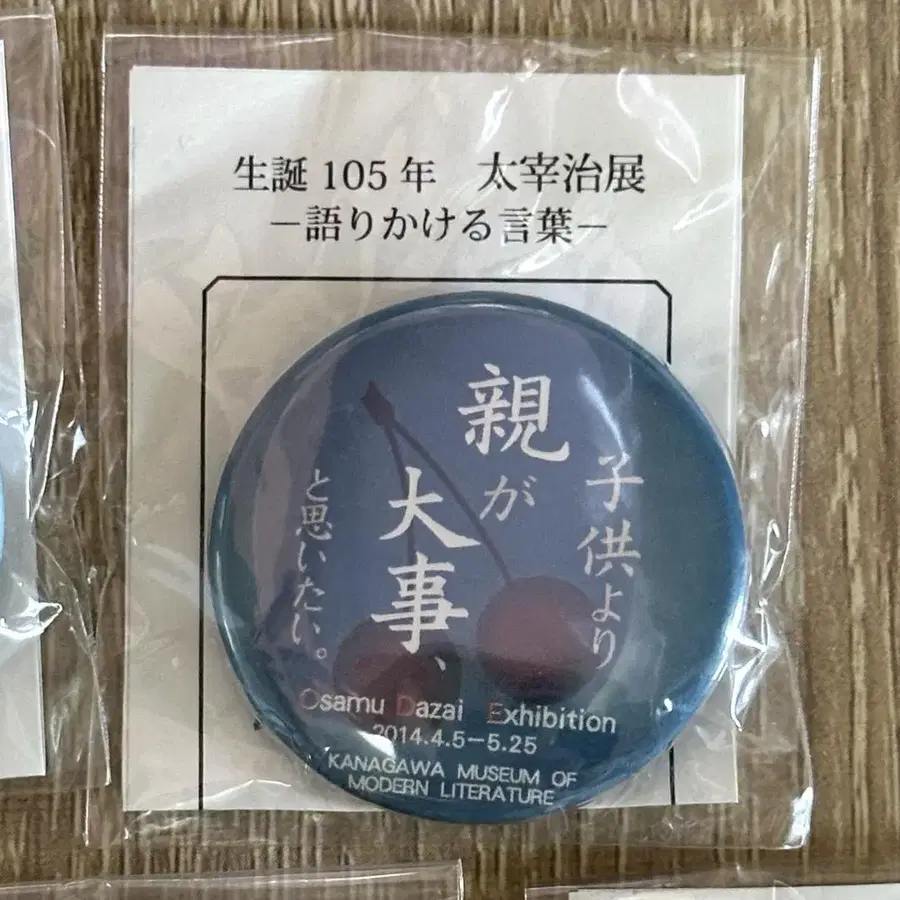 生誕 105 年　太宰治展
－語りかける言葉－
子供より
親が
大事、
と思いたい。
Osamu Dazai Exhibition
2014.4.5－5.25
KANAGAWA MUSEUM OF
MODERN LITERATURE